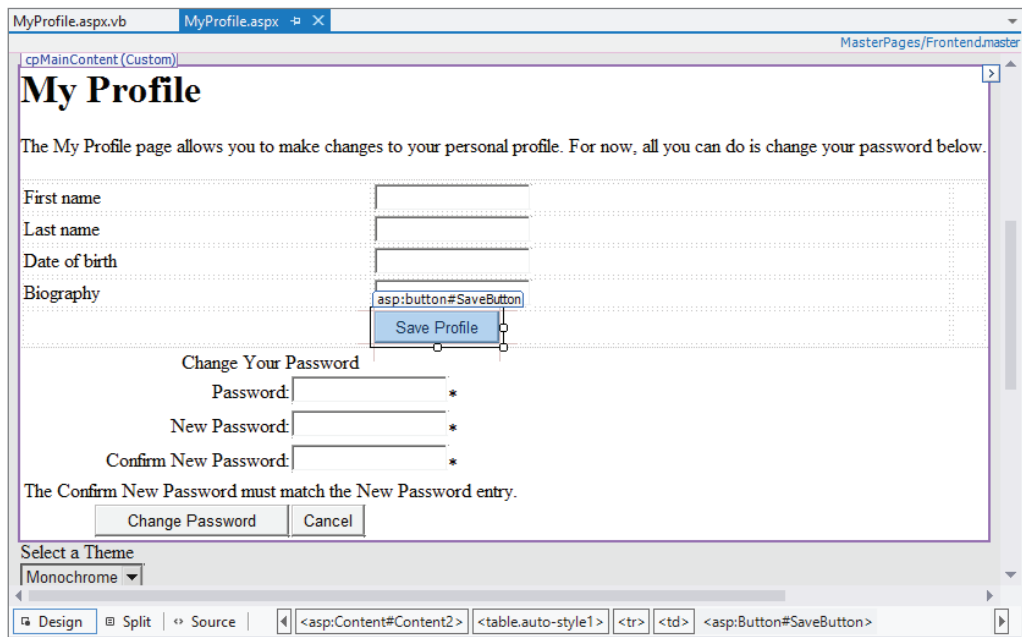 MyProfile.aspx.vb MyProfile.aspx
MasterPages/Frontend.master
cpMainContent (Custom)
My Profile
The My Profile page allows you to make changes to your personal profile. For now, all you can do is change your password below.
First name
Last name
Date of birth
Biography
asp:button#SaveButton
Save Profile
Change Your Password
Password: *
New Password: *
Confirm New Password: *
The Confirm New Password must match the New Password entry.
Change Password Cancel
Select a Theme
Monochrome
Design Split Source <asp:Content#Content2> <table.auto-style1> <tr> <td> <asp:Button#SaveButton>